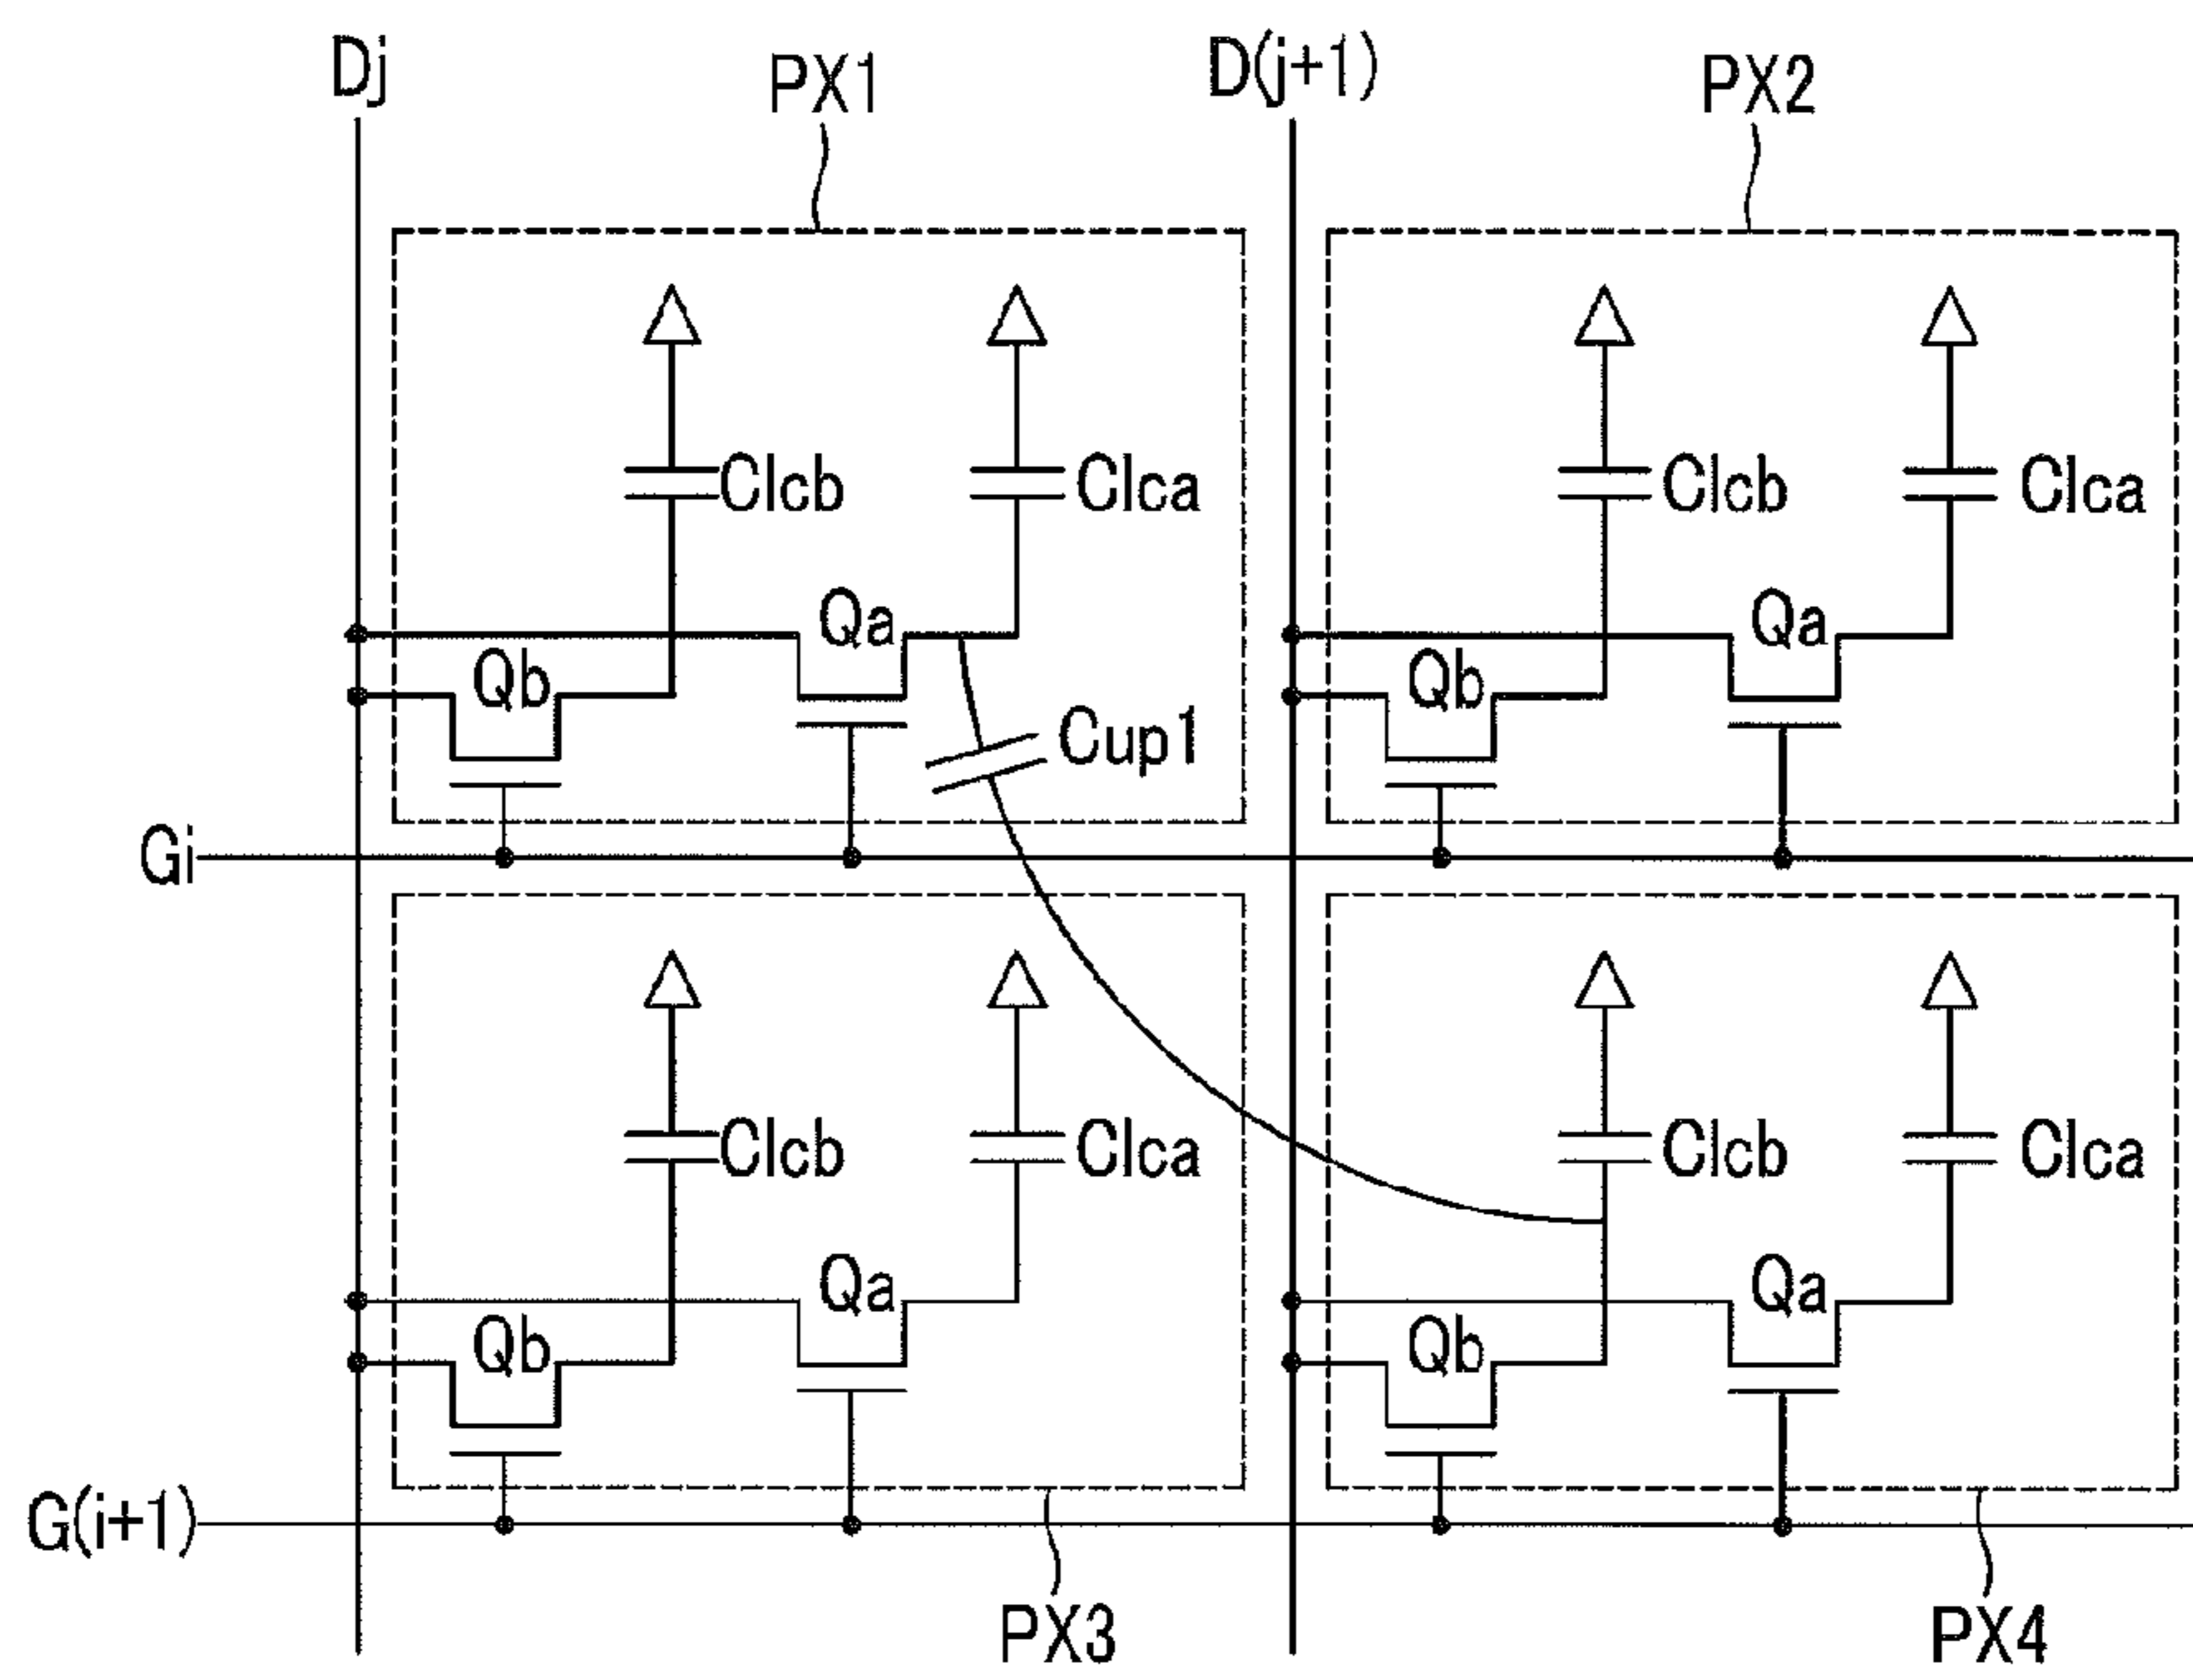 Dj
PX1
D(j+1)
PX2
Clcb
Clca
Clcb
Clca
Qa
Qa
Qb
Qb
Cup1
Gi
Clcb
Clca
Clcb
Clca
Qa
Qa
Qb
Qb
G(i+1)
PX3
PX4